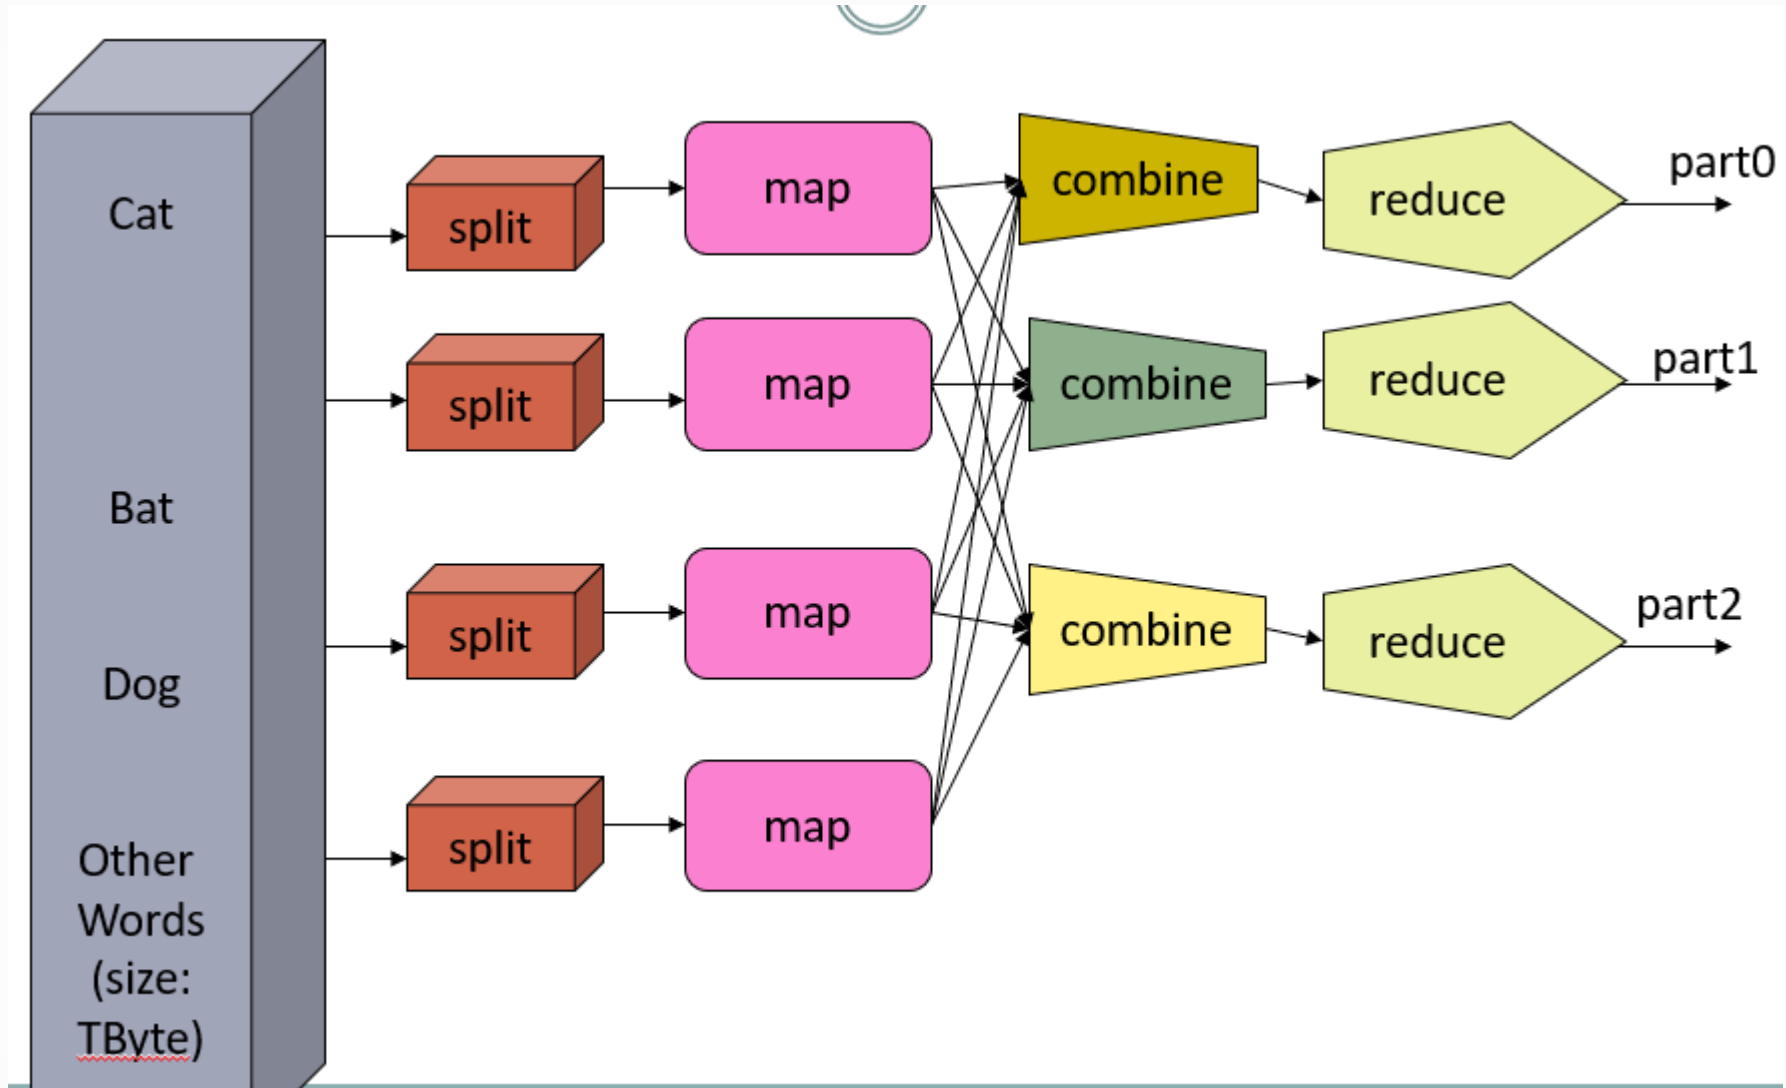 Cat
Bat
Dog
Other
Words
(size:
TByte)
split
split
split
split
map
map
map
map
combine
combine
combine
reduce
reduce
reduce
part0
part1
part2